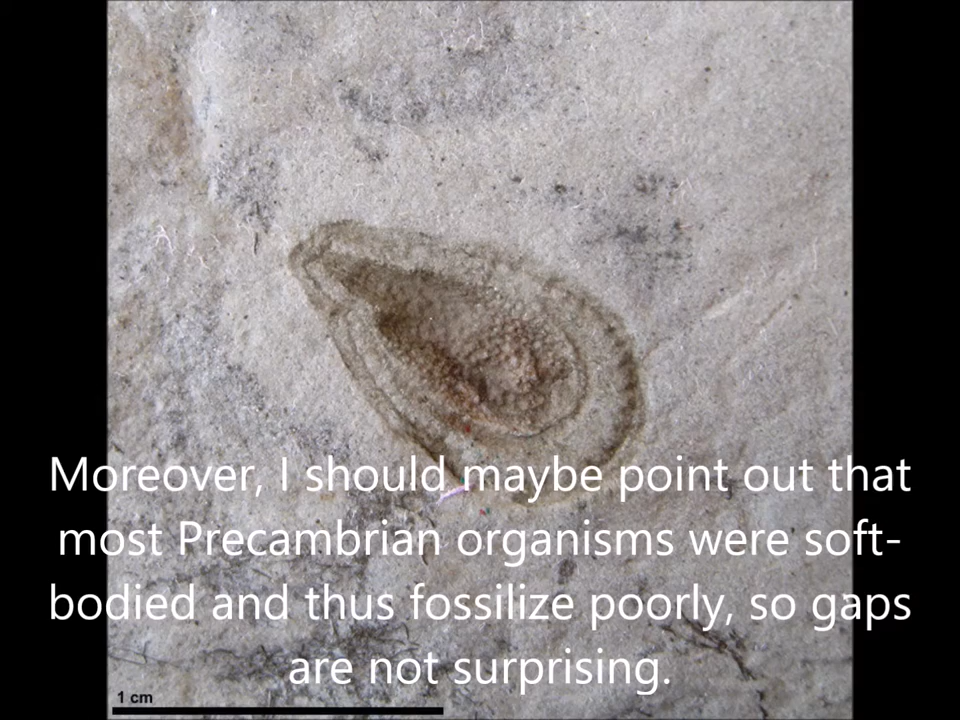 Moreover, I should maybe point out that
most Precambrian organisms were soft-
bodied and thus fossilize poorly, so gaps
are not surprising.
1 cm